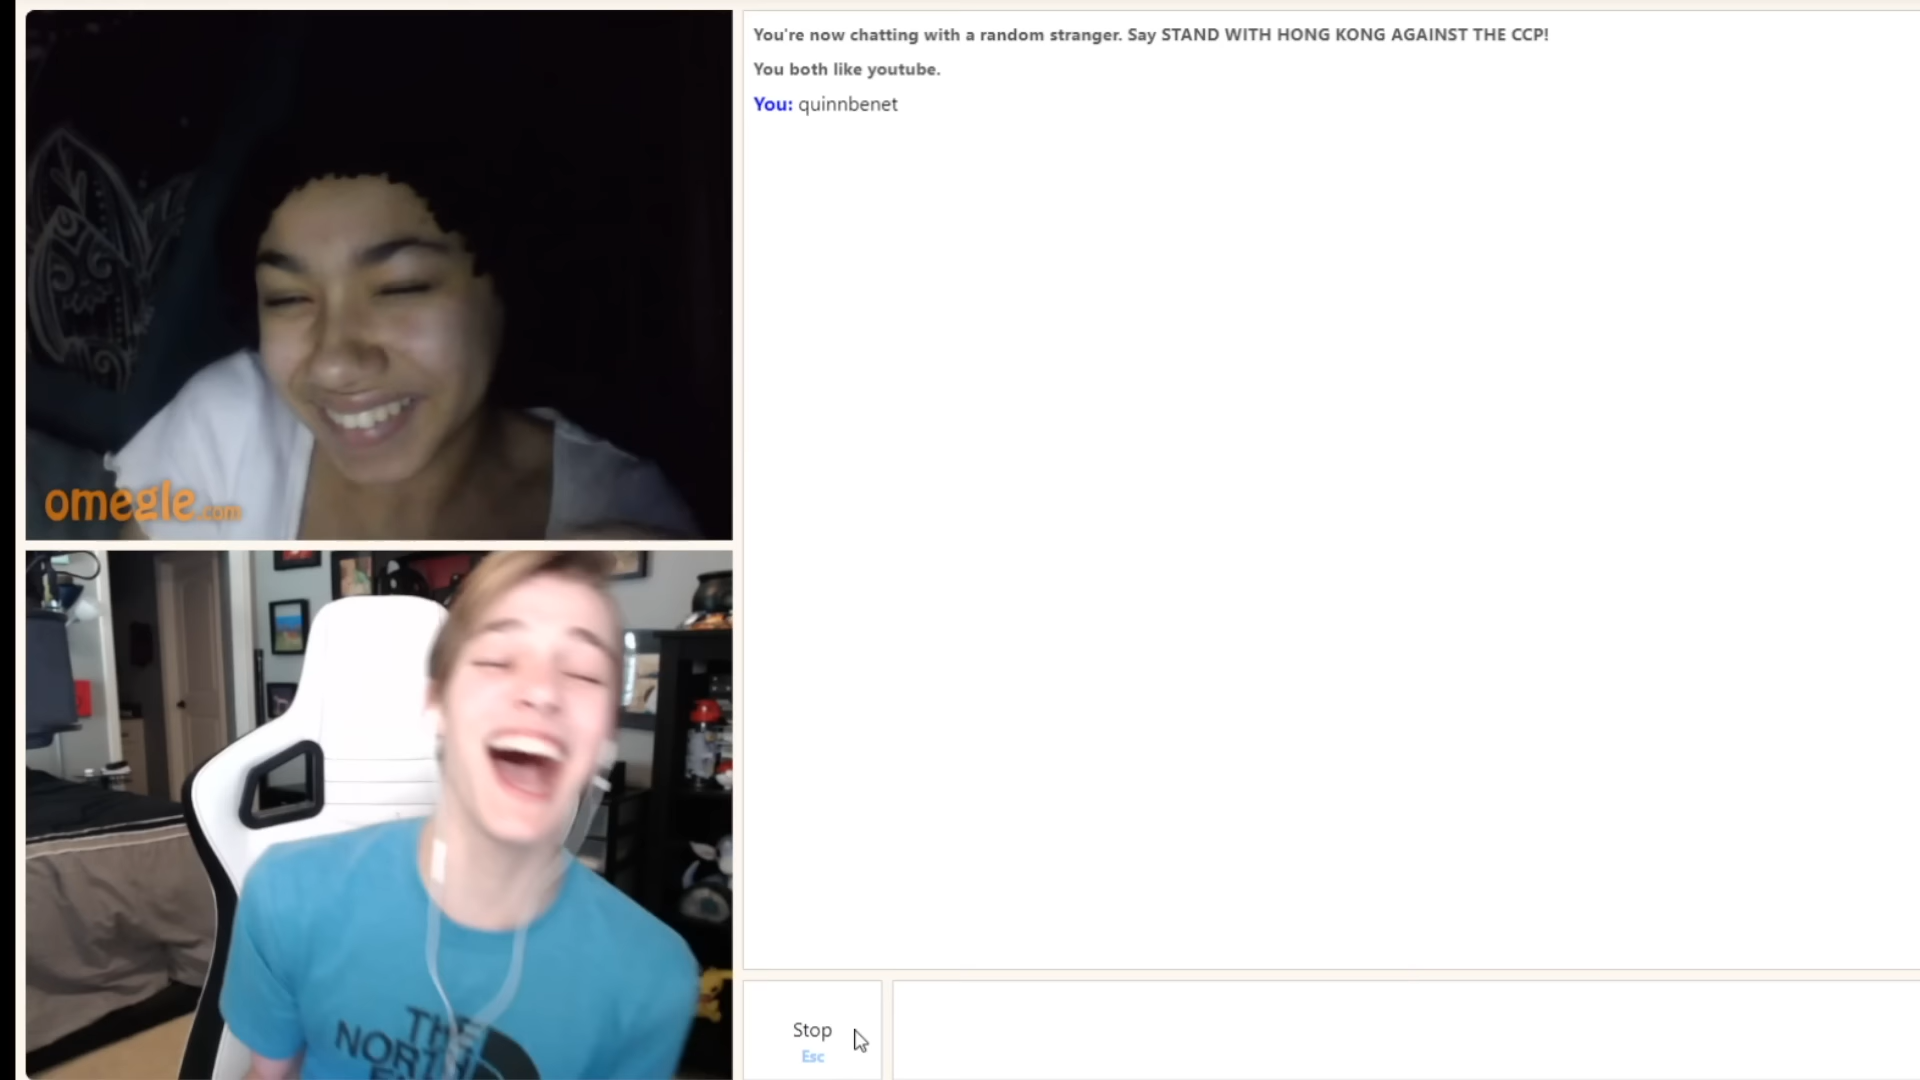 You're now chatting with a random stranger. Say STAND WITH HONG KONG AGAINST THE CCP!
You both like youtube.
You: quinnbenet
omegle.com
THE
NORTH
Stop
Esc